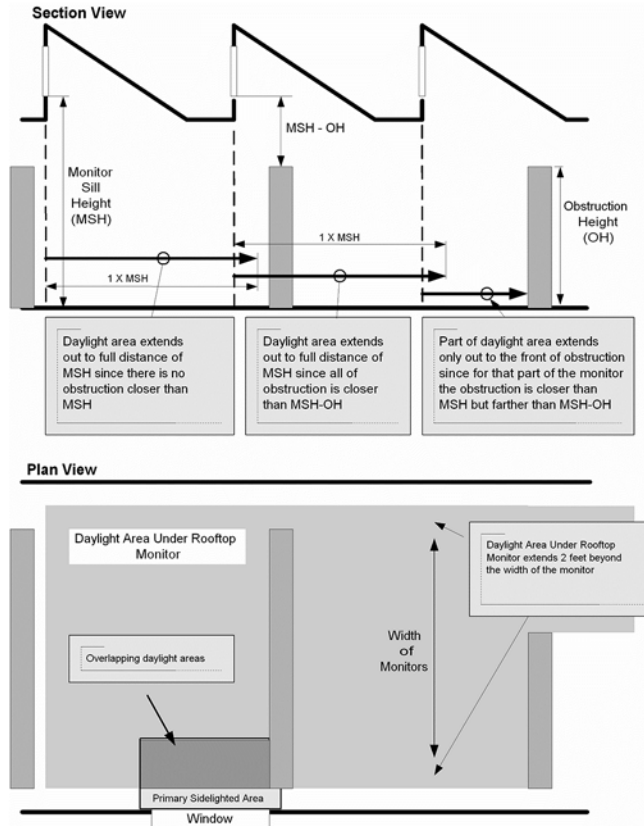 Section View
MSH - OH
Monitor
Sill
Height
(MSH)
Obstruction
Height
(OH)
1 X MSH
1 X MSH
Daylight area extends
out to full distance of
MSH since there is no
obstruction closer than
MSH
Daylight area extends
out to full distance of
MSH since all of
obstruction is closer
than MSH-OH
Part of daylight area extends
only out to the front of obstruction
since for that part of the monitor
the obstruction is closer than
MSH but farther than MSH-OH
Plan View
Daylight Area Under Rooftop
Monitor
Daylight Area Under Rooftop
Monitor extends 2 feet beyond
the width of the monitor
Width
of
Monitors
Overlapping daylight areas
Primary Sidelighted Area
Window